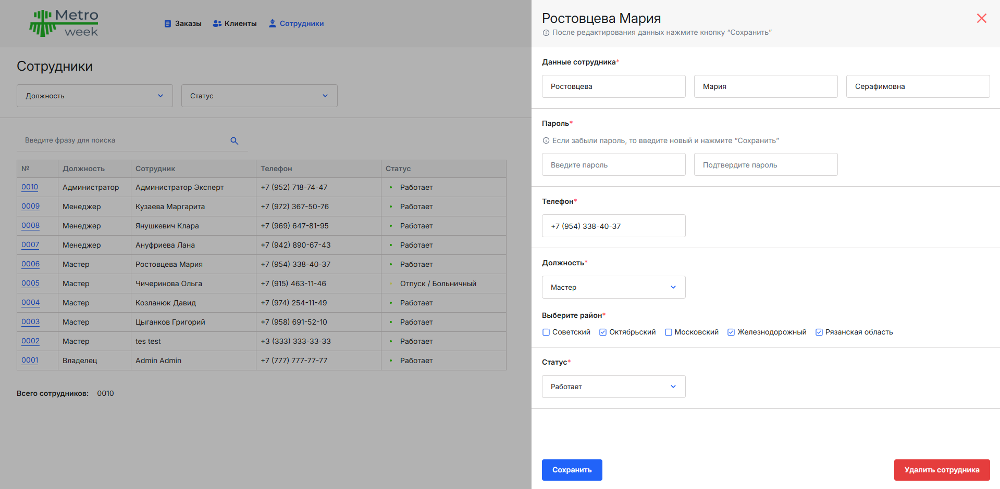 Metro
week
Заказы
Клиенты
Сотрудники
Сотрудники
Должность
Статус
Введите фразу для поиска
№ Должность Сотрудник Телефон Статус
0010 Администратор Администратор Эксперт +7 (952) 718-74-47 Работает
0009 Менеджер Кузаева Маргарита +7 (972) 367-50-76 Работает
0008 Менеджер Янушкевич Клара +7 (969) 647-81-95 Работает
0007 Менеджер Ануфриева Лана +7 (942) 890-67-43 Работает
0006 Мастер Ростовцева Мария +7 (954) 338-40-37 Работает
0005 Мастер Чичеринова Ольга +7 (915) 463-11-46 Отпуск / Больничный
0004 Мастер Козланюк Давид +7 (974) 254-11-49 Работает
0003 Мастер Цыганков Григорий +7 (958) 691-52-10 Работает
0002 Мастер tes test +3 (333) 333-33-33 Работает
0001 Владелец Admin Admin +7 (777) 777-77-77 Работает
Всего сотрудников: 0010
Ростовцева Мария
После редактирования данных нажмите кнопку “Сохранить”
Данные сотрудника*
Ростовцева Мария Серафимовна
Пароль*
Если забыли пароль, то введите новый и нажмите “Сохранить”
Введите пароль Подтвердите пароль
Телефон*
+7 (954) 338-40-37
Должность*
Мастер
Выберите район*
Советский Октябрьский Московский Железнодорожный Рязанская область
Статус*
Работает
Сохранить Удалить сотрудника